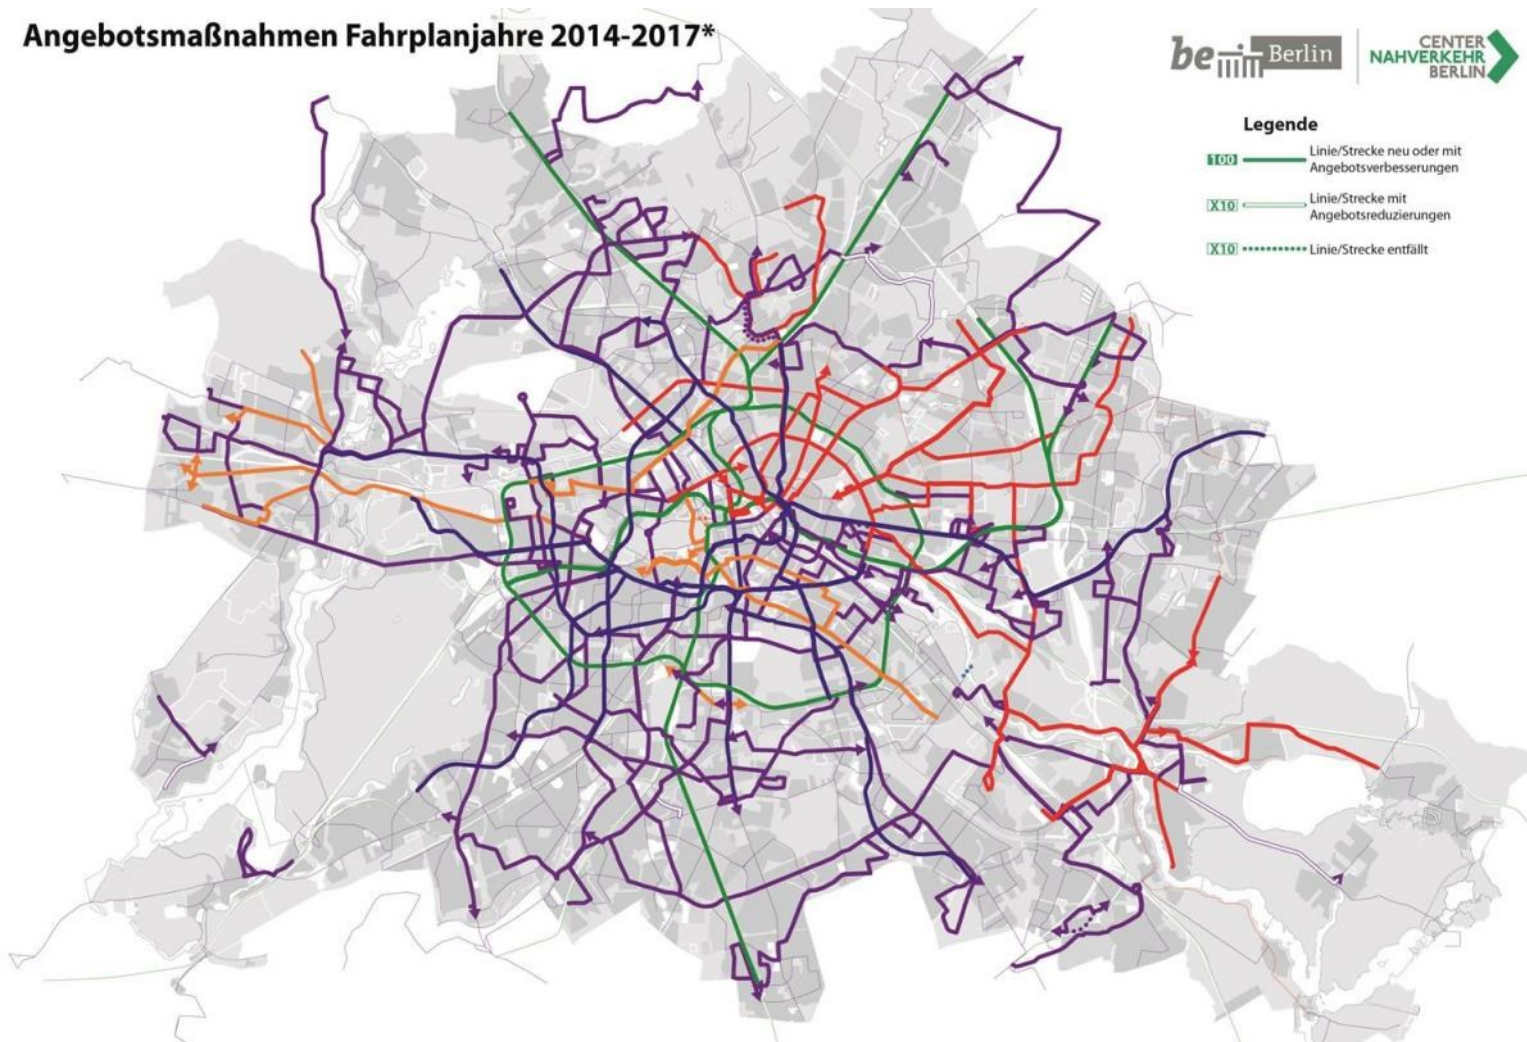 Angebotsmaßnahmen Fahrplanjahre 2014-2017*
be Berlin
CENTER
NAHVERKEHR
BERLIN
Legende
100 Linie/Strecke neu oder mit
Angebotsverbesserungen
X10 Linie/Strecke mit
Angebotsreduzierungen
X10 Linie/Strecke entfällt